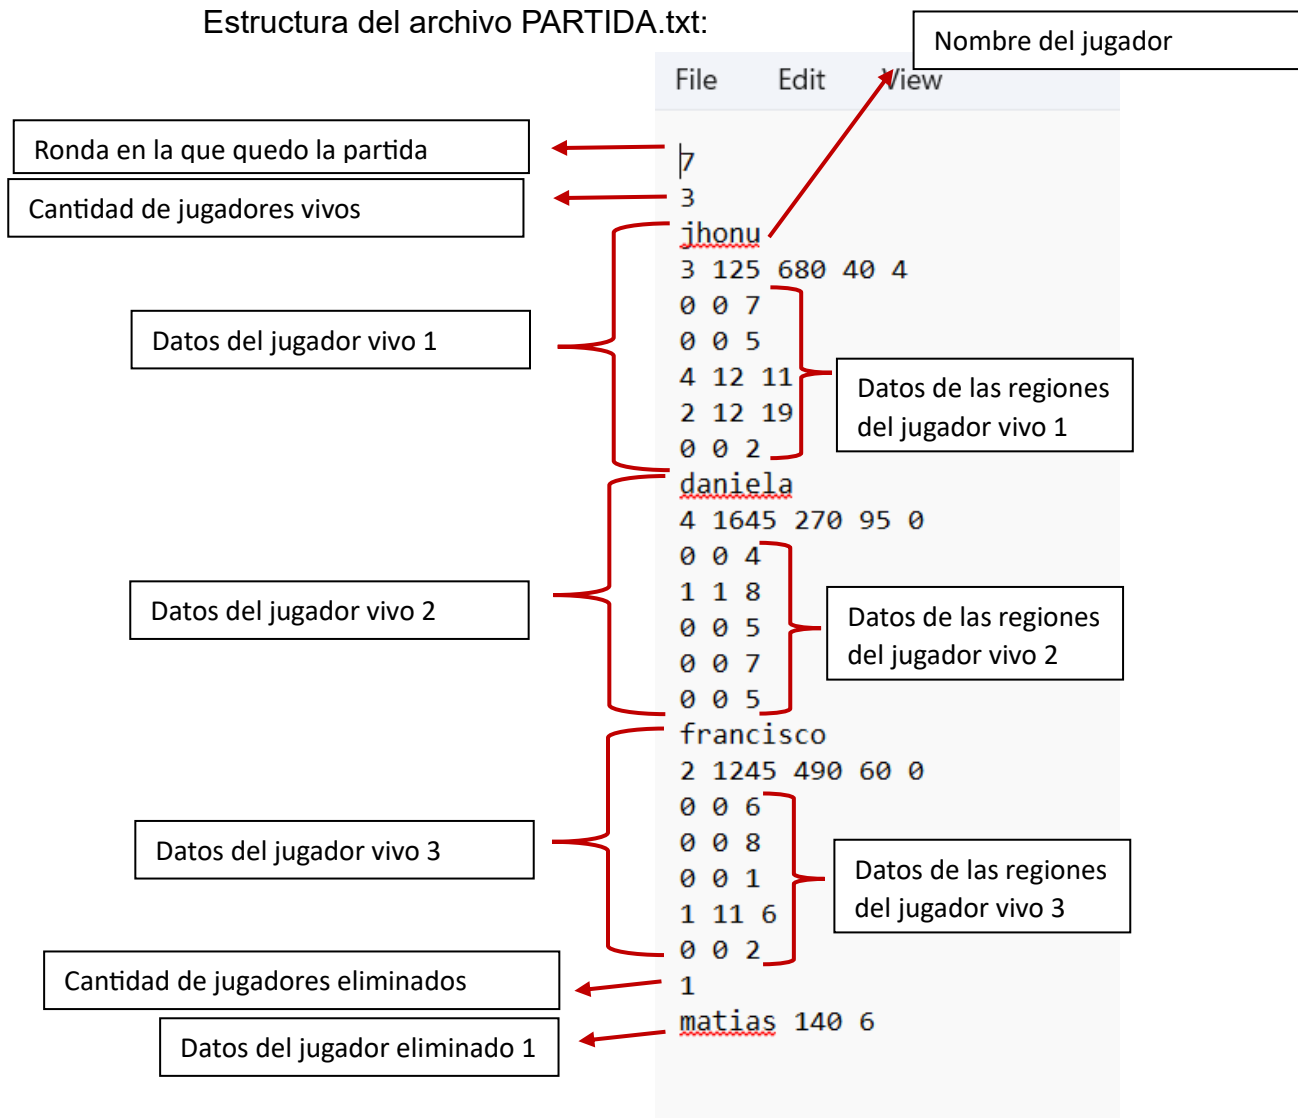 Estructura del archivo PARTIDA.txt:
Nombre del jugador
File Edit View
Ronda en la que quedo la partida
7
Cantidad de jugadores vivos
3
jhonu
3 125 680 40 4
0 0 7
Datos del jugador vivo 1
0 0 5
4 12 11
2 12 19
0 0 2
Datos de las regiones
del jugador vivo 1
daniela
4 1645 270 95 0
0 0 4
Datos del jugador vivo 2
1 1 8
0 0 5
0 0 7
0 0 5
Datos de las regiones
del jugador vivo 2
francisco
2 1245 490 60 0
0 0 6
Datos del jugador vivo 3
0 0 8
0 0 1
1 11 6
0 0 2
Datos de las regiones
del jugador vivo 3
Cantidad de jugadores eliminados
1
Datos del jugador eliminado 1
matias 140 6